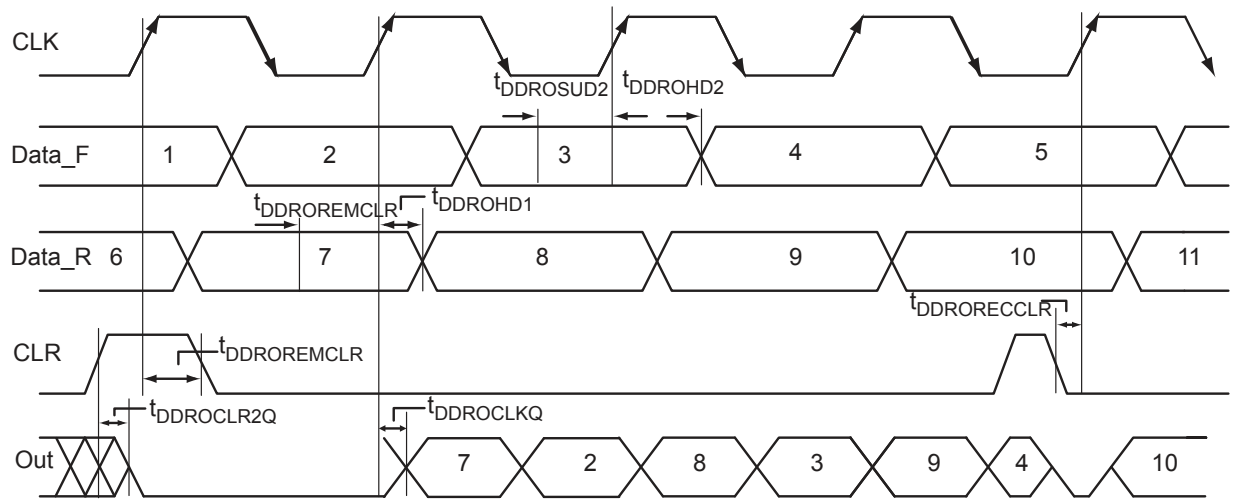 CLK
tDDROSUD2 tDDROHD2
Data_F 1 2 3 4 5
tDDROREMCLR tDDROHD1
Data_R 6 7 8 9 10 11
tDDRORECCLR
CLR tDDROREMCLR
tDDROCLR2Q tDDROCLKQ
Out 7 2 8 3 9 4 10